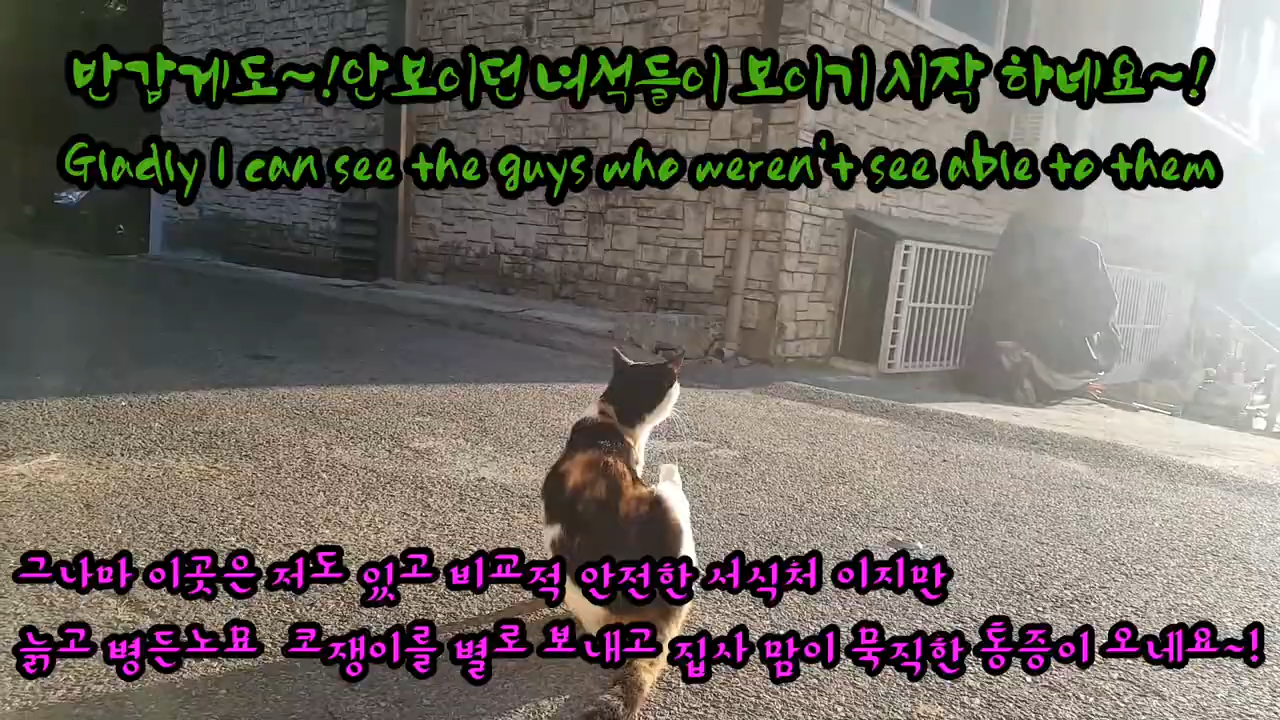 반갑게도~!안보이던 녀석들이 보이기 시작 하네요~!
Gladly I can see the guys who weren't see able to them
그나마 이곳은 저도 있고 비교적 안전한 서식쳐 이지만
늙고 병든노묘 코쟁이를 별로 보내고 집사 맘이 묵직한 통증이 오네요~!